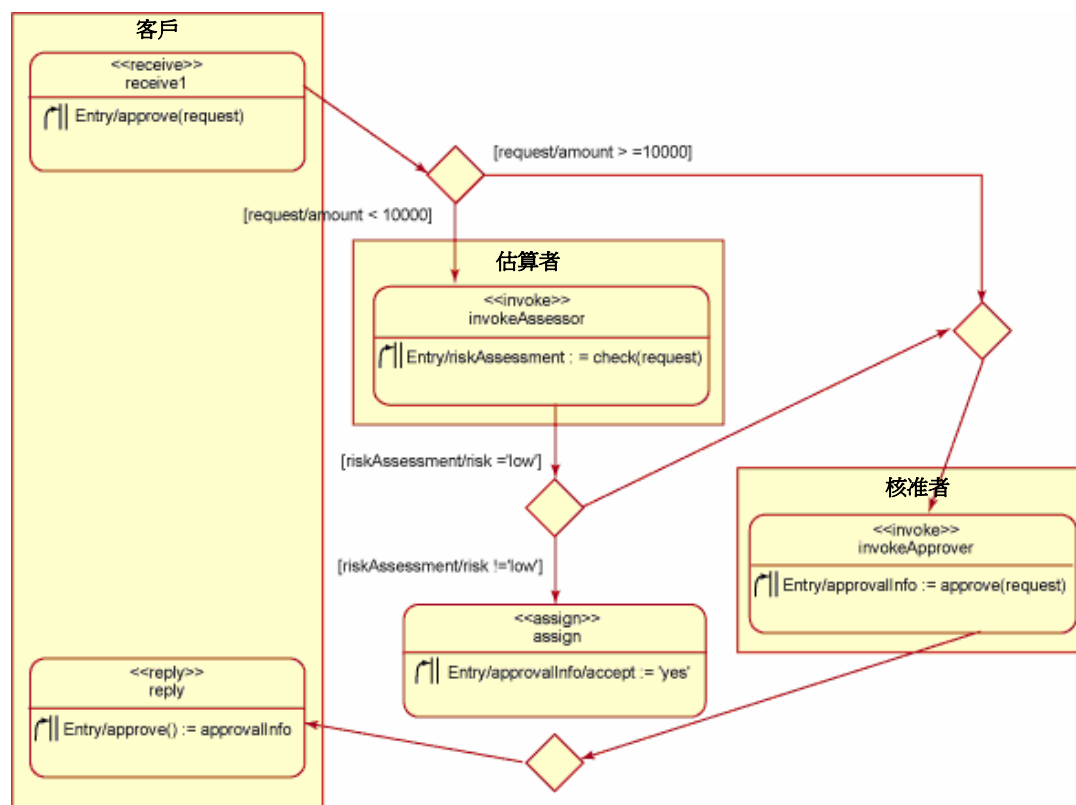 客戶
<<receive>>
receive1
Entry/approve(request)
[request/amount > =10000]
[request/amount < 10000]
估算者
<<invoke>>
invokeAssessor
Entry/riskAssessment : = check(request)
[riskAssessment/risk ='low']
核准者
<<invoke>>
invokeApprover
Entry/approvalInfo := approve(request)
[riskAssessment/risk !='low']
<<assign>>
assign
Entry/approvalInfo/accept := 'yes'
<<reply>>
reply
Entry/approve() := approvalInfo